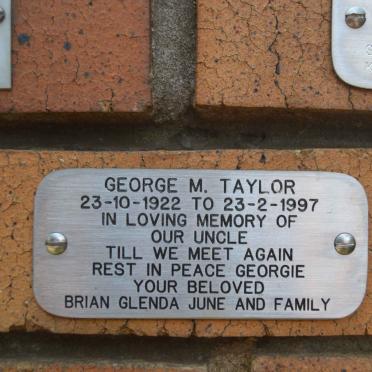 GEORGE M. TAYLOR
23-10-1922 TO 23-2-1997
IN LOVING MEMORY OF
OUR UNCLE
TILL WE MEET AGAIN
REST IN PEACE GEORGIE
YOUR BELOVED
BRIAN GLENDA JUNE AND FAMILY